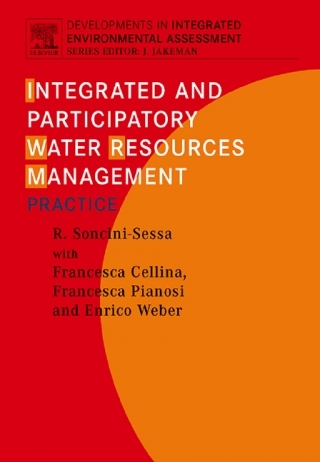 DEVELOPMENTS IN INTEGRATED
ENVIRONMENTAL ASSESSMENT
SERIES EDITOR: J. JAKEMAN
ELSEVIER
INTEGRATED AND
PARTICIPATORY
WATER RESOURCES
MANAGEMENT
PRACTICE
R. Soncini-Sessa
with
Francesca Cellina,
Francesca Pianosi
and Enrico Weber